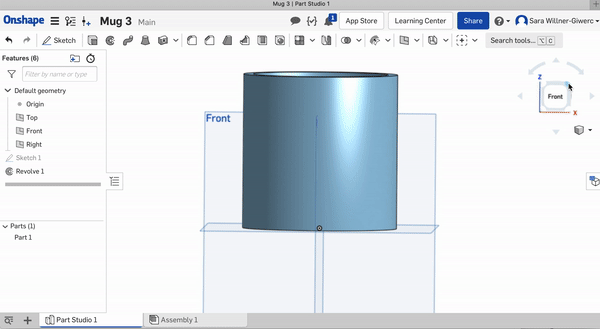 Mug 3 | Part Studio 1
Onshape
Mug 3 Main
1
App Store
Learning Center
Share
Sara Willner-Giwerc
Sketch
Search tools... ⌥ C
Features (6)
Filter by name or type
Default geometry
Origin
Top
Front
Right
Sketch 1
Revolve 1
Parts (1)
Part 1
Front
Z
Front
X
Part Studio 1
Assembly 1